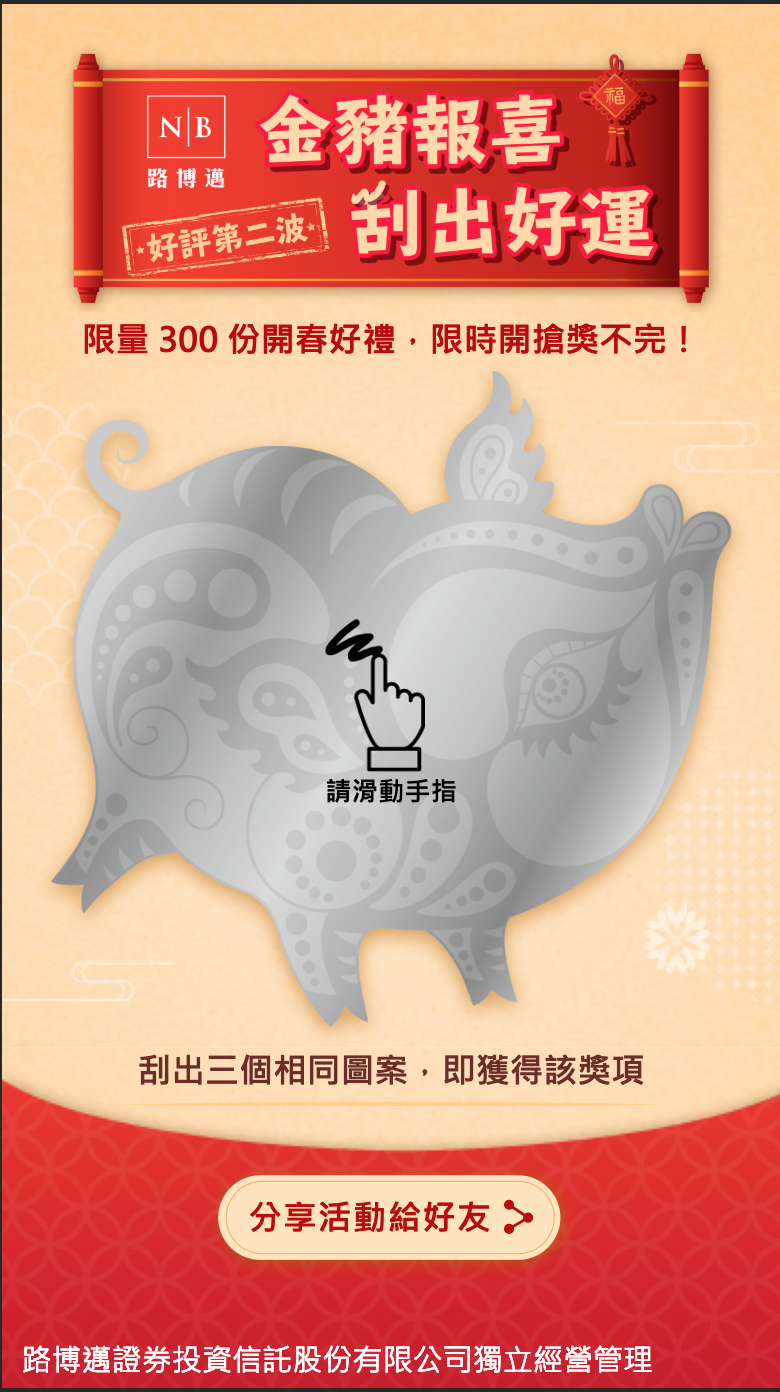 N|B
路博邁
金豬報喜
福
好評第二波
刮出好運
限量 300 份開春好禮，限時開搶獎不完！
請滑動手指
刮出三個相同圖案，即獲得該獎項
分享活動給好友
路博邁證券投資信託股份有限公司獨立經營管理